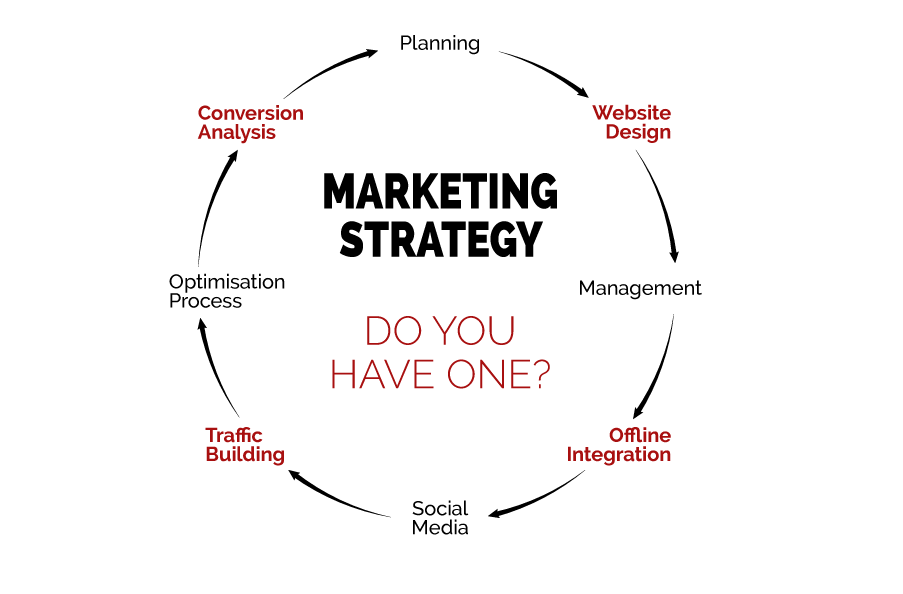 Planning
Website
Design
Management
Offline
Integration
Social
Media
Traffic
Building
Optimisation
Process
Conversion
Analysis
MARKETING
STRATEGY
DO YOU
HAVE ONE?